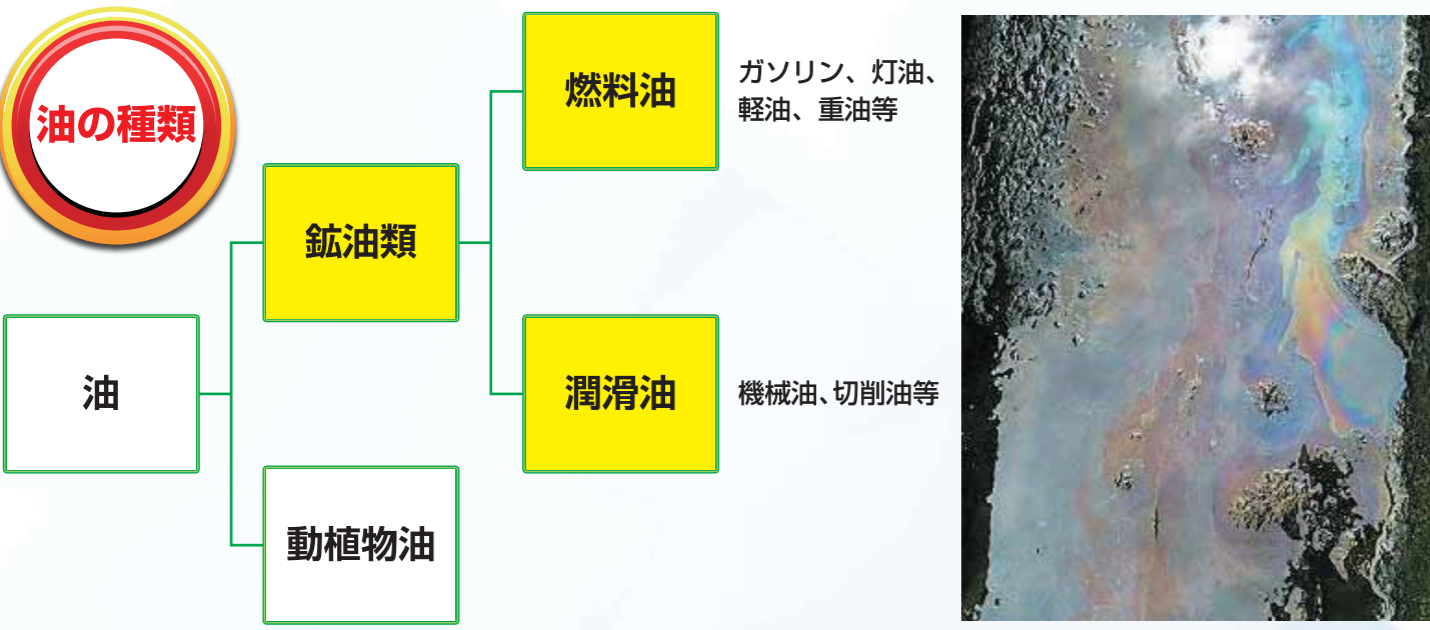 油の種類
燃料油
ガソリン、灯油、
軽油、重油等
鉱油類
油
潤滑油
機械油、切削油等
動植物油